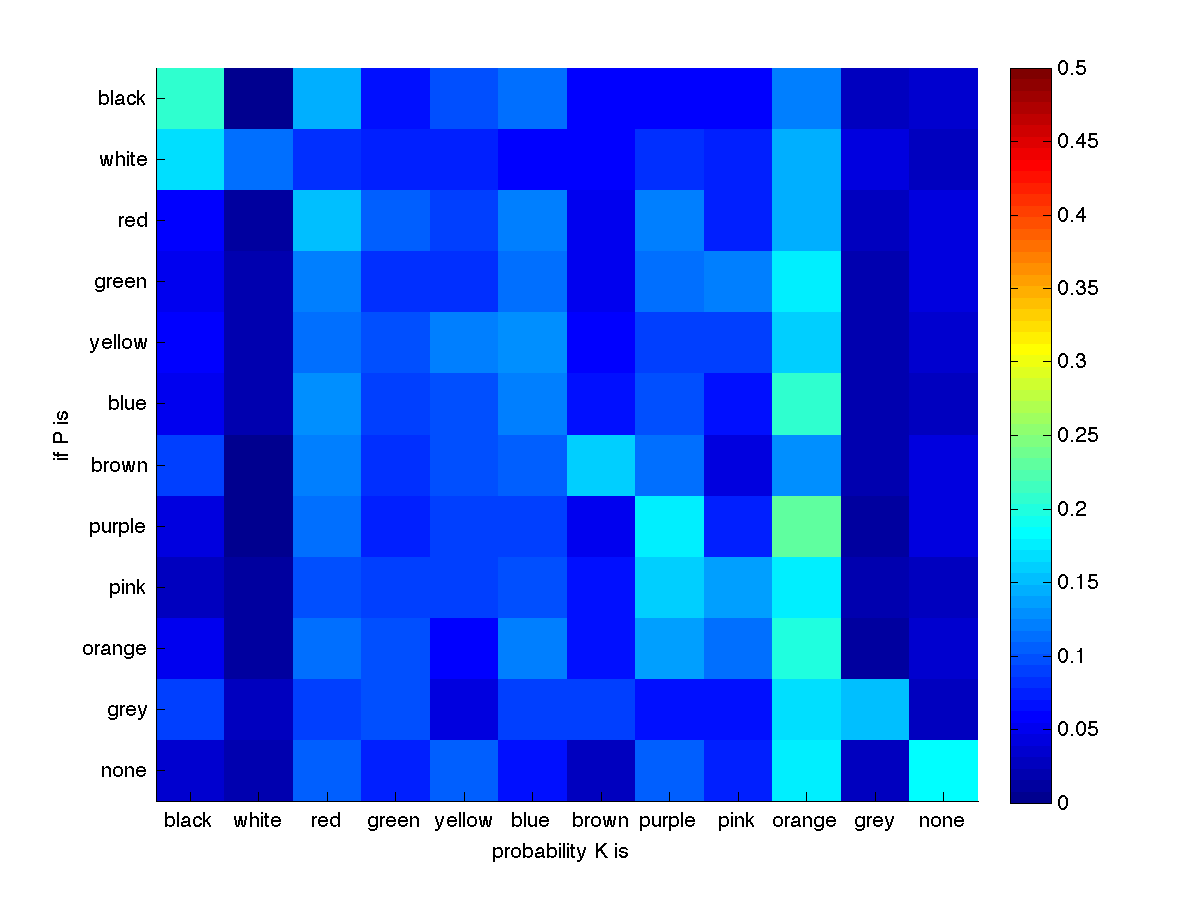 black
white
red
green
yellow
blue
brown
purple
pink
orange
grey
none
if P is
black white red green yellow blue brown purple pink orange grey none
probability K is
0.5
0.45
0.4
0.35
0.3
0.25
0.2
0.15
0.1
0.05
0